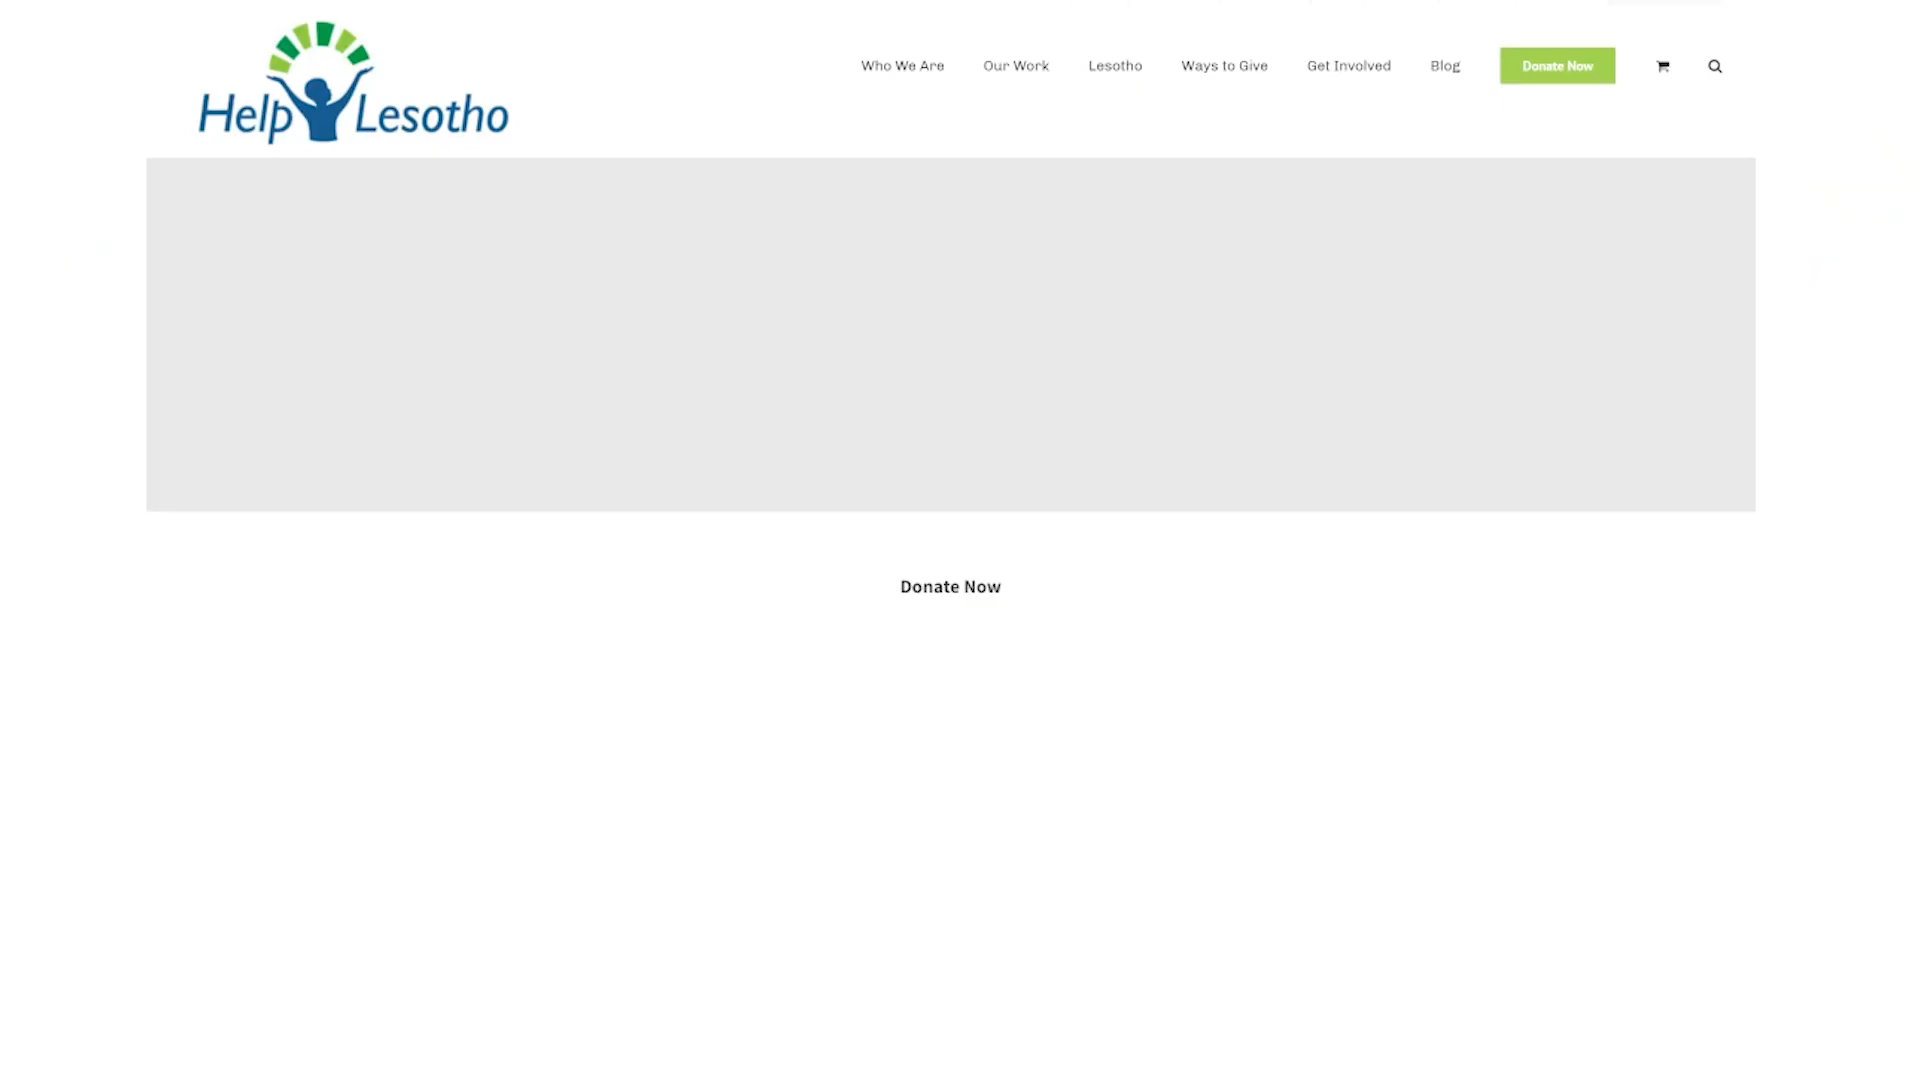 Help Lesotho
Who We Are Our Work Lesotho Ways to Give Get Involved Blog Donate Now
Donate Now